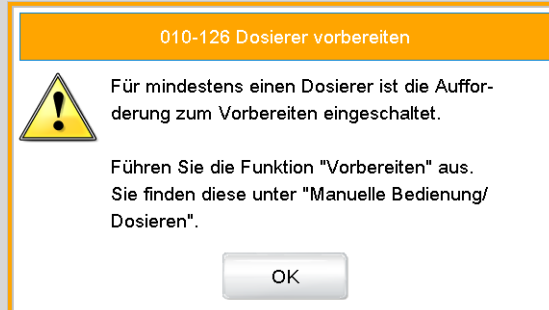 010-126 Dosierer vorbereiten
Für mindestens einen Dosierer ist die Auffor-
derung zum Vorbereiten eingeschaltet.
Führen Sie die Funktion "Vorbereiten" aus.
Sie finden diese unter "Manuelle Bedienung/
Dosieren".
OK